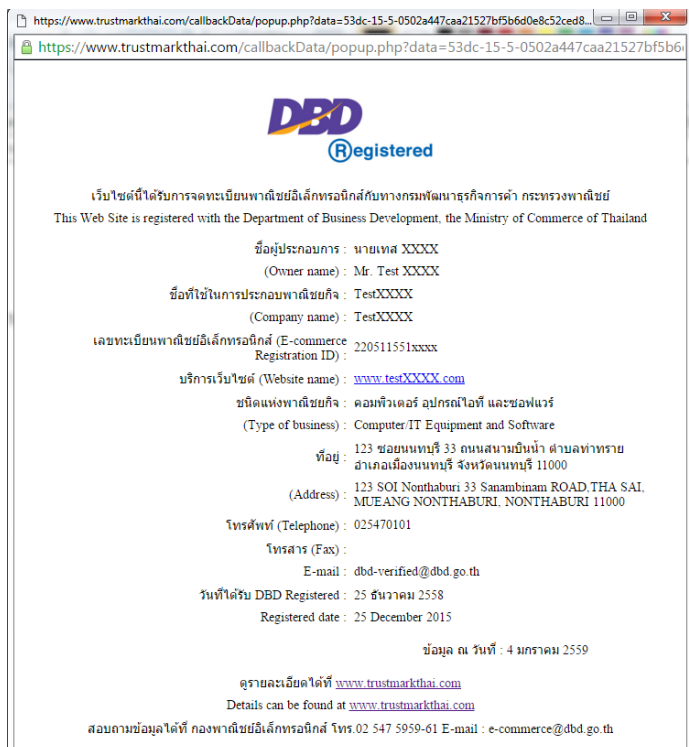 https://www.trustmarkthai.com/callbackData/popup.php?data=53dc-15-5-0502a447caa21527bf5b6d0e8c52ced8...
https://www.trustmarkthai.com/callbackData/popup.php?data=53dc-15-5-0502a447caa21527bf5b6
DBD
Registered
เว็บไซต์นี้ได้รับการจดทะเบียนพาณิชย์อิเล็กทรอนิกส์กับทางกรมพัฒนาธุรกิจการค้า กระทรวงพาณิชย์
This Web Site is registered with the Department of Business Development, the Ministry of Commerce of Thailand
ชื่อผู้ประกอบการ : นายเทส XXXX
(Owner name) : Mr. Test XXXX
ชื่อที่ใช้ในการประกอบพาณิชยกิจ : TestXXXX
(Company name) : TestXXXX
เลขทะเบียนพาณิชย์อิเล็กทรอนิกส์ (E-commerce
Registration ID) : 220511551xxxx
บริการเว็บไซต์ (Website name) : www.testXXXX.com
ชนิดแห่งพาณิชยกิจ : คอมพิวเตอร์ อุปกรณ์ไอที และซอฟแวร์
(Type of business) : Computer/IT Equipment and Software
ที่อยู่ : 123 ซอยนนทบุรี 33 ถนนสนามบินน้ำ ตำบลท่าทราย
อำเภอเมืองนนทบุรี จังหวัดนนทบุรี 11000
(Address) : 123 SOI Nonthaburi 33 Sanambinam ROAD,THA SAI,
MUEANG NONTHABURI, NONTHABURI 11000
โทรศัพท์ (Telephone) : 025470101
โทรสาร (Fax) :
E-mail : dbd-verified@dbd.go.th
วันที่ได้รับ DBD Registered : 25 ธันวาคม 2558
Registered date : 25 December 2015
ข้อมูล ณ วันที่ : 4 มกราคม 2559
ดูรายละเอียดได้ที่ www.trustmarkthai.com
Details can be found at www.trustmarkthai.com
สอบถามข้อมูลได้ที่ กองพาณิชย์อิเล็กทรอนิกส์ โทร.02 547 5959-61 E-mail : e-commerce@dbd.go.th